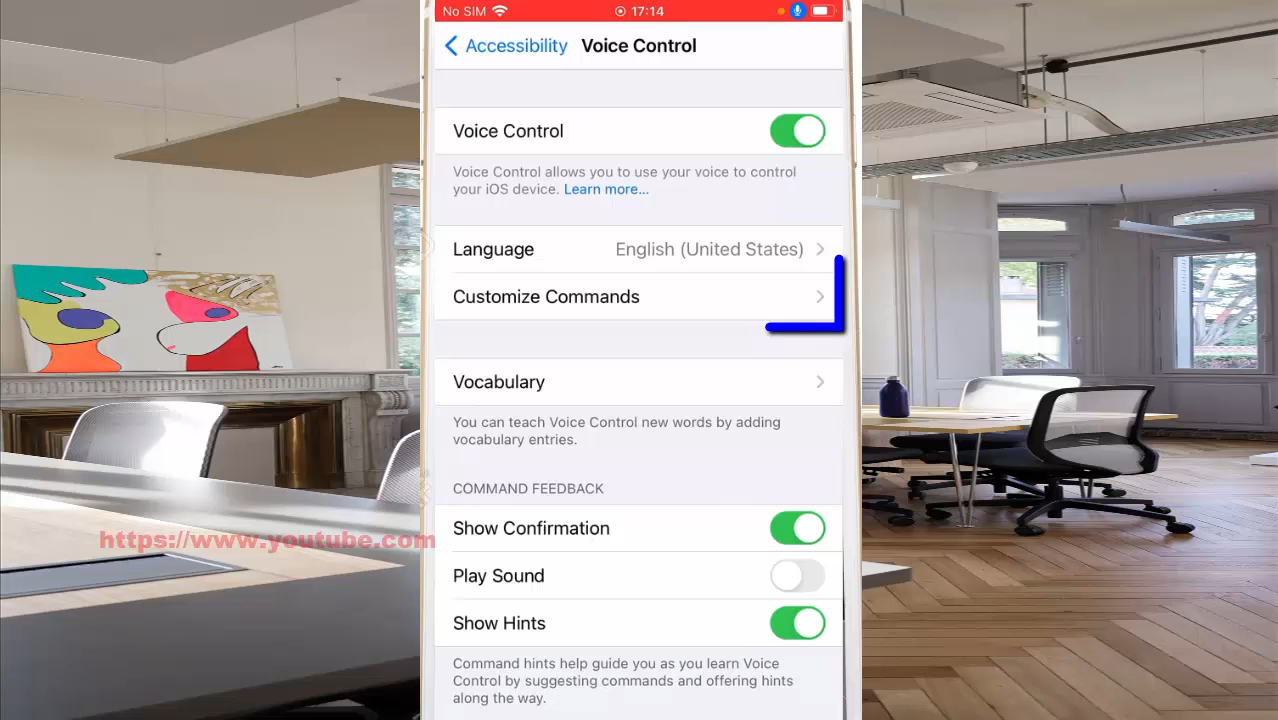 No SIM 17:14
Accessibility Voice Control
Voice Control
Voice Control allows you to use your voice to control
your iOS device. Learn more...
Language English (United States)
Customize Commands
Vocabulary
You can teach Voice Control new words by adding
vocabulary entries.
COMMAND FEEDBACK
Show Confirmation
https://www.youtube.com
Play Sound
Show Hints
Command hints help guide you as you learn Voice
Control by suggesting commands and offering hints
along the way.